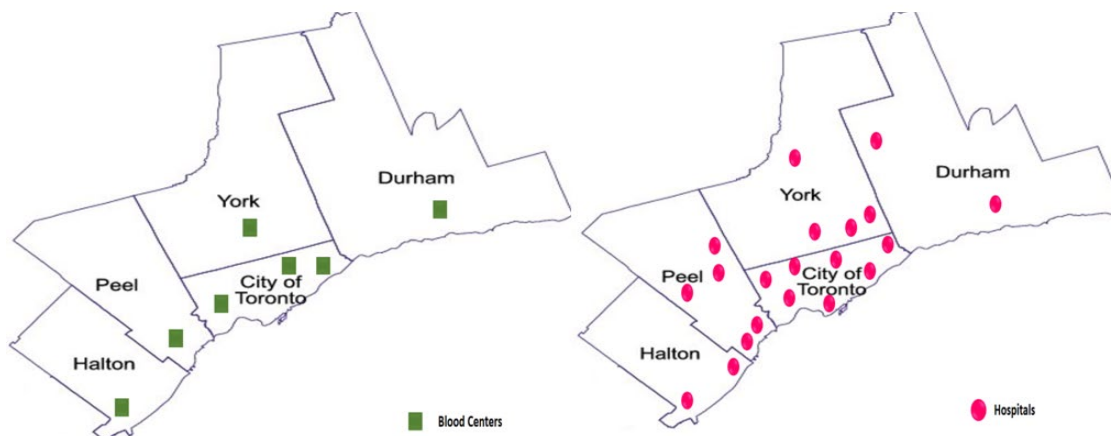 Durham
York
Peel
City of
Toronto
Halton
Blood Centers
Durham
York
Peel
City of
Toronto
Halton
Hospitals